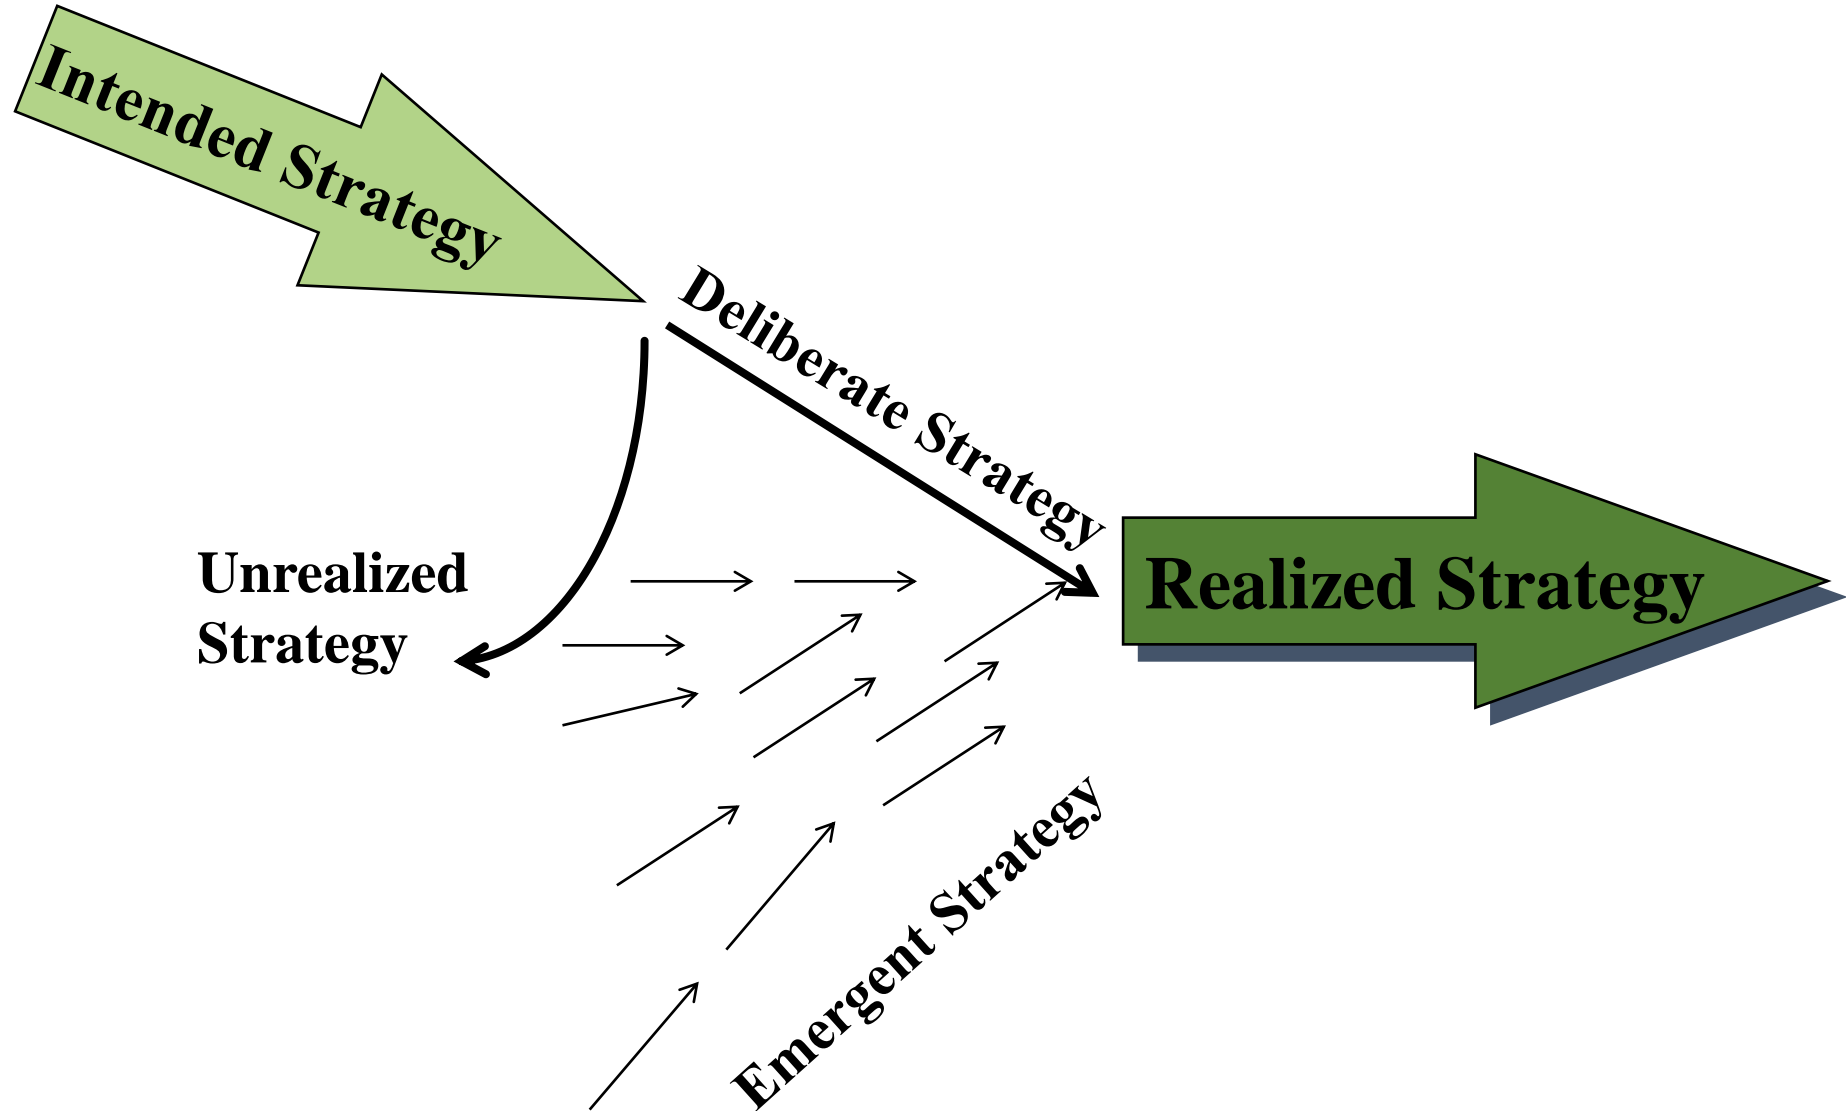 Intended Strategy
Deliberate Strategy
Unrealized
Strategy
Realized Strategy
Emergent Strategy